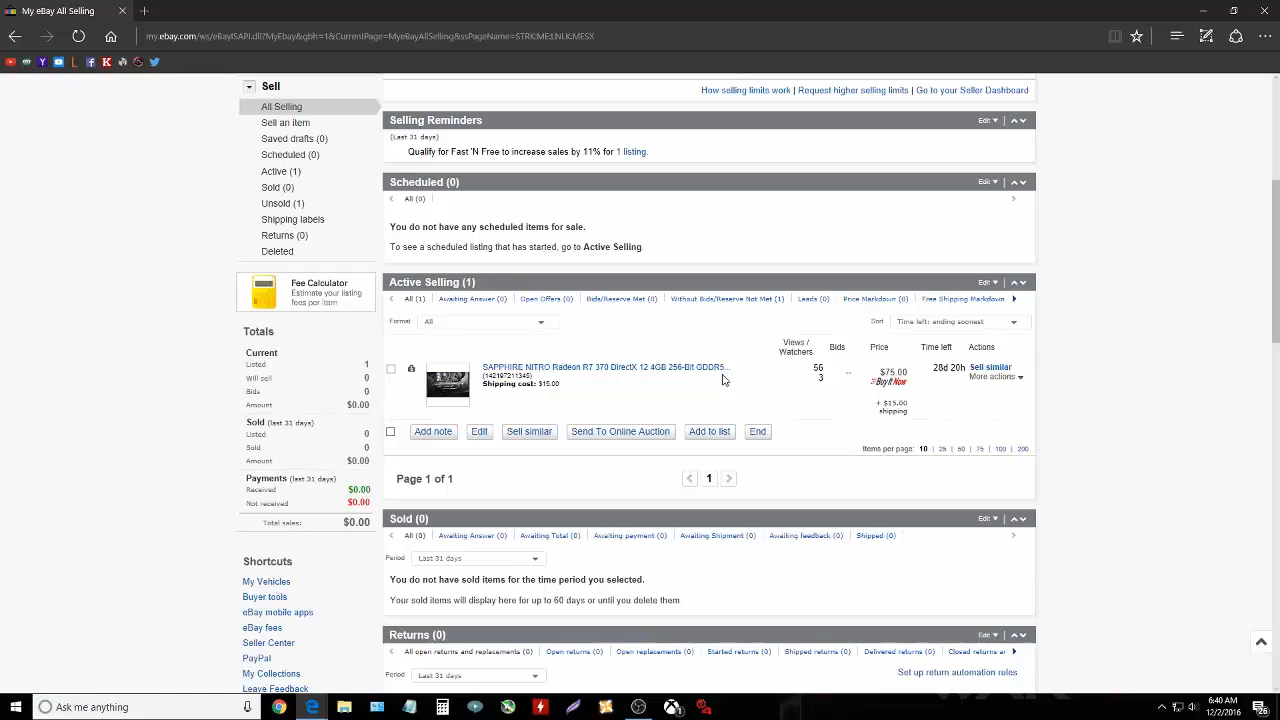 My eBay All Selling
my.ebay.com/ws/eBayISAPI.dll?MyEbay&gbh=1&CurrentPage=MyeBayAllSelling&ssPageName=STRK:ME:LNLK:MESX
Sell
All Selling
Sell an item
Saved drafts (0)
Scheduled (0)
Active (1)
Sold (0)
Unsold (1)
Shipping labels
Returns (0)
Deleted
Fee Calculator
Estimate your listing
fees per item
Totals
Current
Listed 1
Will sell 0
Bids 0
Amount $0.00
Sold (last 31 days)
Listed 0
Sold 0
Amount $0.00
Payments (last 31 days)
Received $0.00
Not received $0.00
Total sales: $0.00
Shortcuts
My Vehicles
Buyer tools
eBay mobile apps
eBay fees
Seller Center
PayPal
My Collections
Leave Feedback
How selling limits work | Request higher selling limits | Go to your Seller Dashboard
Selling Reminders Edit
(Last 31 days)
Qualify for Fast 'N Free to increase sales by 11% for 1 listing.
Scheduled (0) Edit
All (0)
You do not have any scheduled items for sale.
To see a scheduled listing that has started, go to Active Selling.
Active Selling (1) Edit
All (1) Awaiting Answer (0) Open Offers (0) Bids/Reserve Met (0) Without Bids/Reserve Not Met (1) Leads (0) Price Markdown (0) Free Shipping Markdown
Format All Sort Time left: ending soonest
Views / Watchers Bids Price Time left Actions
SAPPHIRE NITRO Radeon R7 370 DirectX 12 4GB 256-Bit GDDR5... 56 -- $75.00 28d 20h Sell similar
(142197211345) 3 Buy It Now More actions
Shipping cost: $15.00
+ $15.00
shipping
Add note Edit Sell similar Send To Online Auction Add to list End
Items per page: 10 | 25 | 50 | 75 | 100 | 200
Page 1 of 1 1
Sold (0) Edit
All (0) Awaiting Answer (0) Awaiting Total (0) Awaiting payment (0) Awaiting Shipment (0) Awaiting feedback (0) Shipped (0)
Period Last 31 days
You do not have sold items for the time period you selected.
Your sold items will display here for up to 60 days or until you delete them
Returns (0) Edit
All open returns and replacements (0) Open returns (0) Open replacements (0) Started returns (0) Shipped returns (0) Delivered returns (0) Closed returns ar
Period Last 31 days
Set up return automation rules
Ask me anything
6:40 AM
12/2/2016